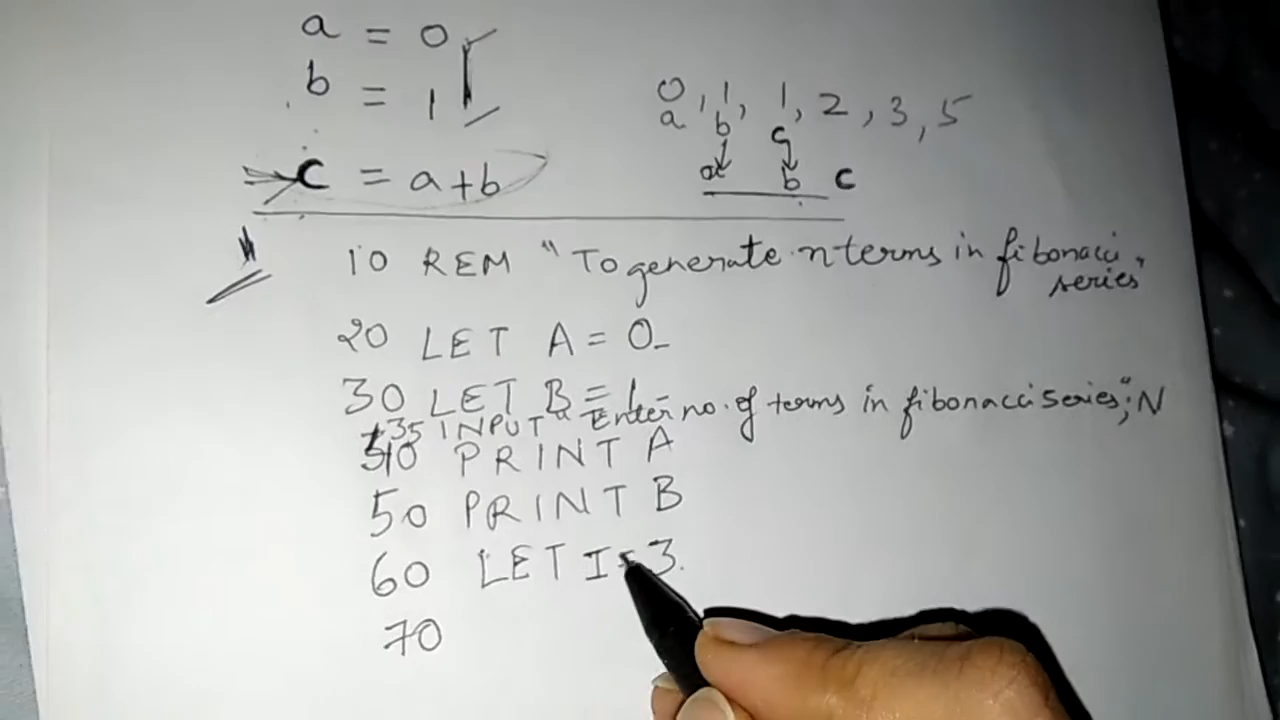 a = 0
b = 1
c = a+b
0, 1, 1, 2, 3, 5
a b c
a b c
10 REM "To generate n terms in fibonacci
series"
20 LET A = 0
30 LET B = 1
35 INPUT "Enter no. of terms in fibonacci series"; N
40 PRINT A
50 PRINT B
60 LET I = 3
70